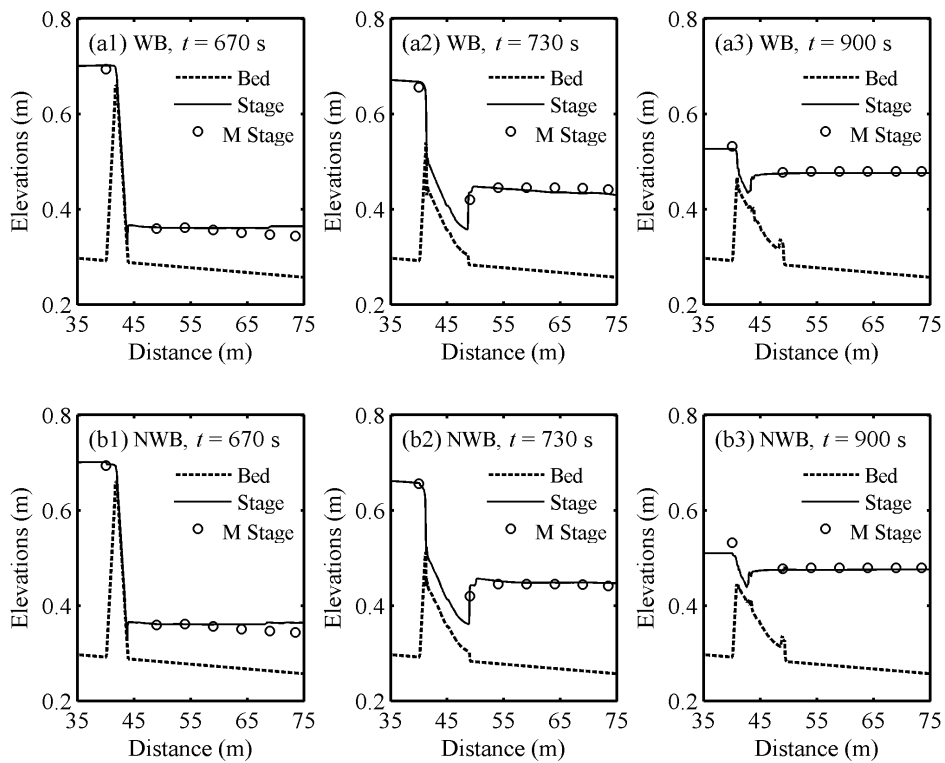 (a1) WB, t = 670 s
Bed
Stage
M Stage
Elevations (m)
0.8
0.6
0.4
0.2
35 45 55 65 75
Distance (m)
(a2) WB, t = 730 s
Bed
Stage
M Stage
Elevations (m)
0.8
0.6
0.4
0.2
35 45 55 65 75
Distance (m)
(a3) WB, t = 900 s
Bed
Stage
M Stage
Elevations (m)
0.8
0.6
0.4
0.2
35 45 55 65 75
Distance (m)
(b1) NWB, t = 670 s
Bed
Stage
M Stage
Elevations (m)
0.8
0.6
0.4
0.2
35 45 55 65 75
Distance (m)
(b2) NWB, t = 730 s
Bed
Stage
M Stage
Elevations (m)
0.8
0.6
0.4
0.2
35 45 55 65 75
Distance (m)
(b3) NWB, t = 900 s
Bed
Stage
M Stage
Elevations (m)
0.8
0.6
0.4
0.2
35 45 55 65 75
Distance (m)